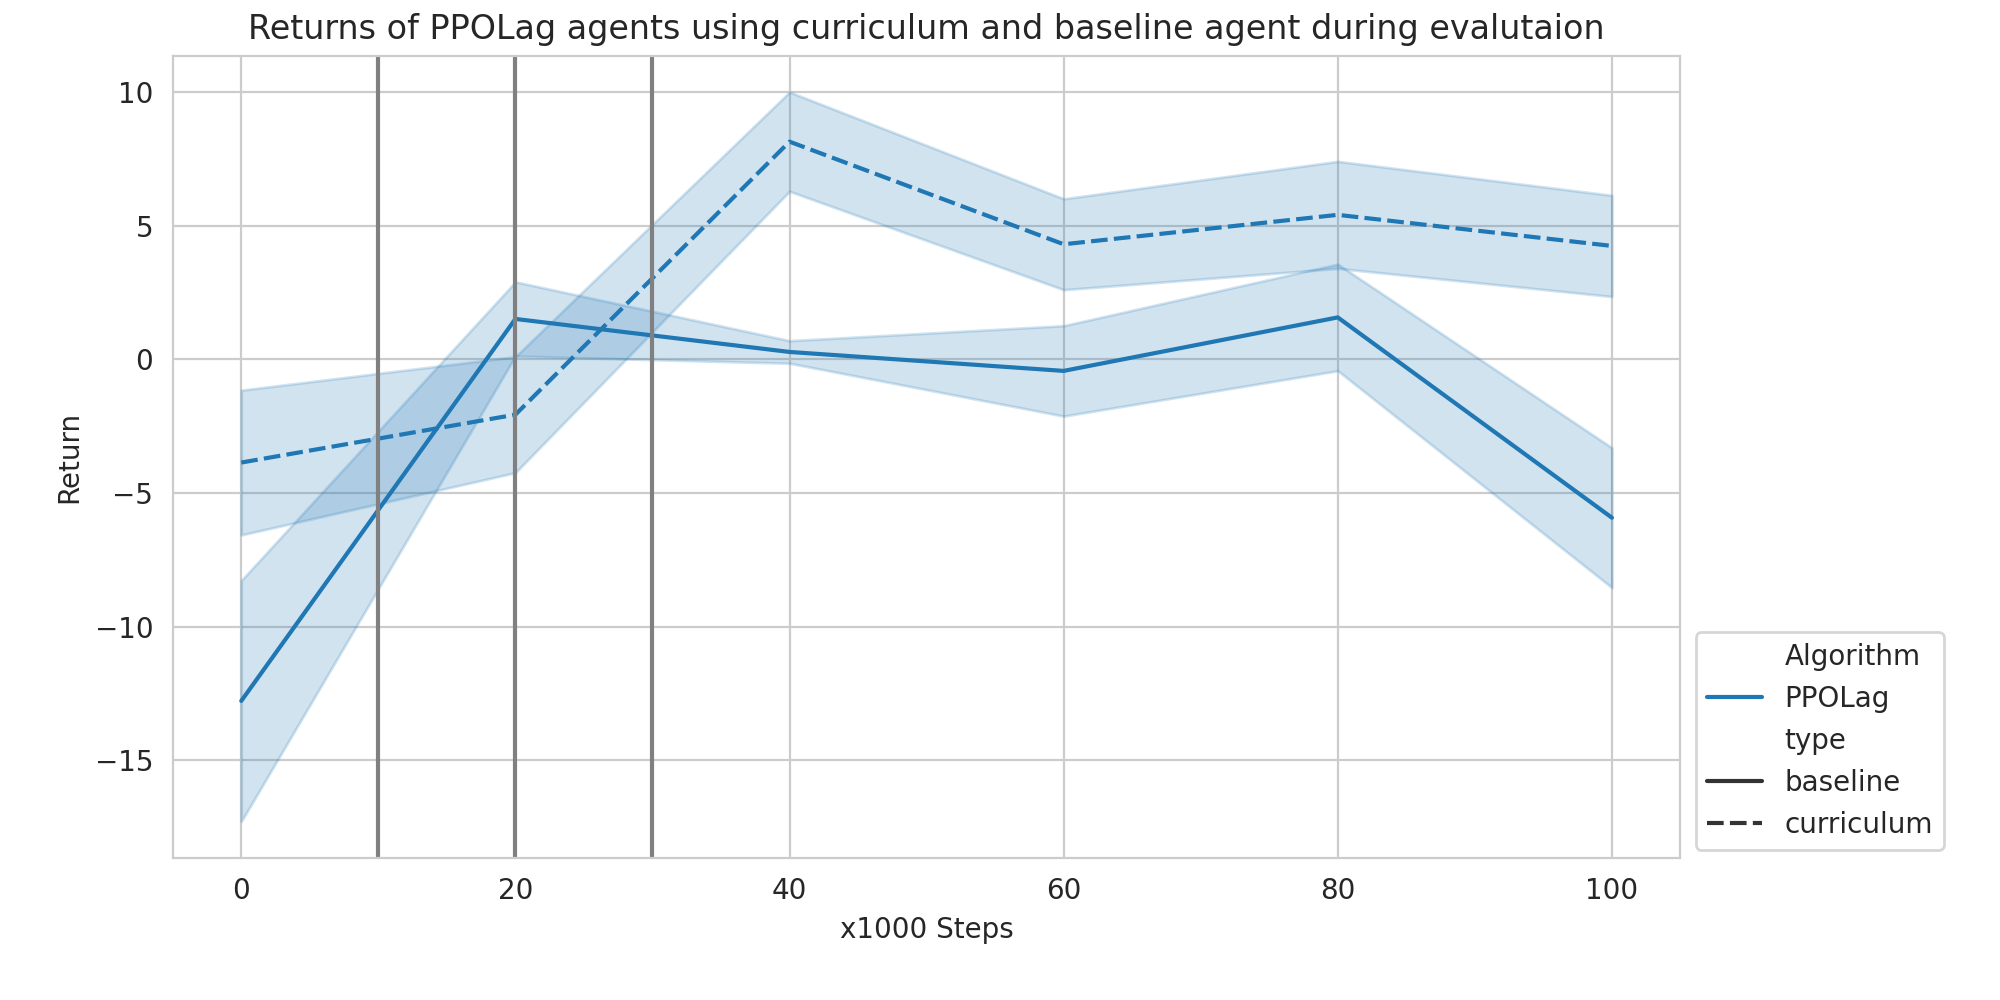 Returns of PPOLag agents using curriculum and baseline agent during evalutaion
10
5
0
−5
−10
−15
Return
0 20 40 60 80 100
x1000 Steps
Algorithm
PPOLag
type
baseline
curriculum